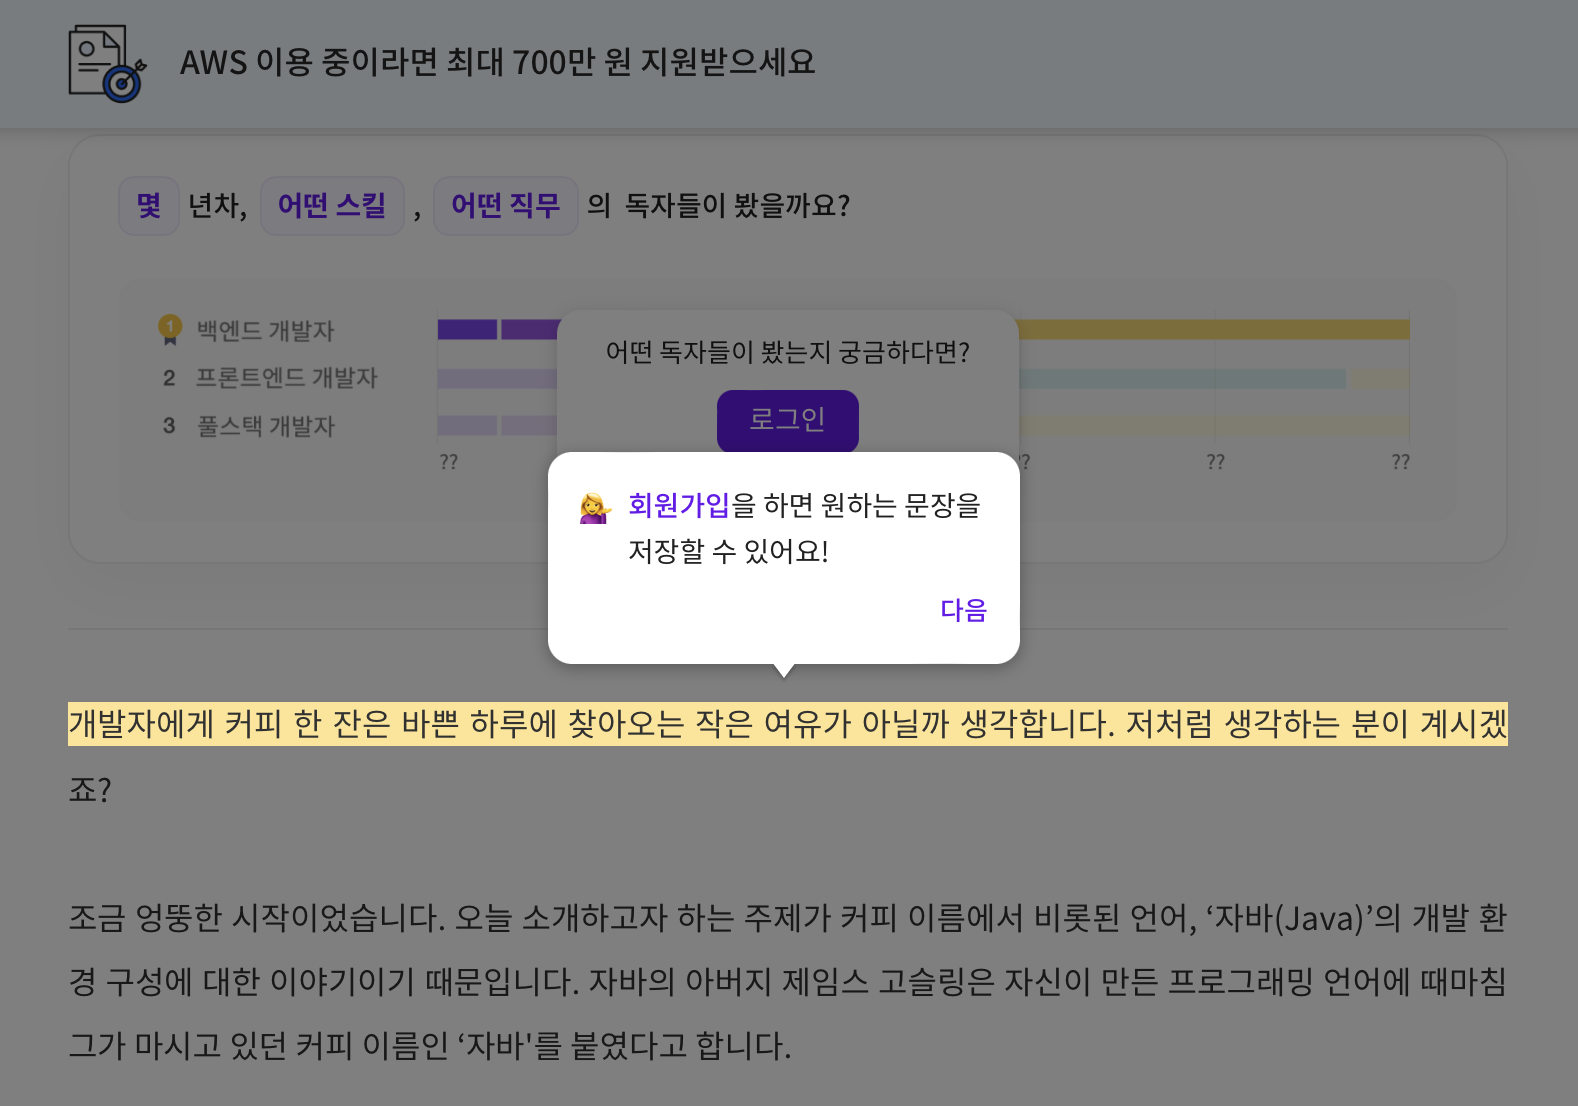 AWS 이용 중이라면 최대 700만 원 지원받으세요
몇 년차, 어떤 스킬 , 어떤 직무 의 독자들이 봤을까요?
1 백엔드 개발자
2 프론트엔드 개발자
3 풀스택 개발자
어떤 독자들이 봤는지 궁금하다면?
로그인
?? ?? ?? ??
회원가입을 하면 원하는 문장을
저장할 수 있어요!
다음
개발자에게 커피 한 잔은 바쁜 하루에 찾아오는 작은 여유가 아닐까 생각합니다. 저처럼 생각하는 분이 계시겠
죠?
조금 엉뚱한 시작이었습니다. 오늘 소개하고자 하는 주제가 커피 이름에서 비롯된 언어, ‘자바(Java)’의 개발 환
경 구성에 대한 이야기이기 때문입니다. 자바의 아버지 제임스 고슬링은 자신이 만든 프로그래밍 언어에 때마침
그가 마시고 있던 커피 이름인 ‘자바'를 붙였다고 합니다.